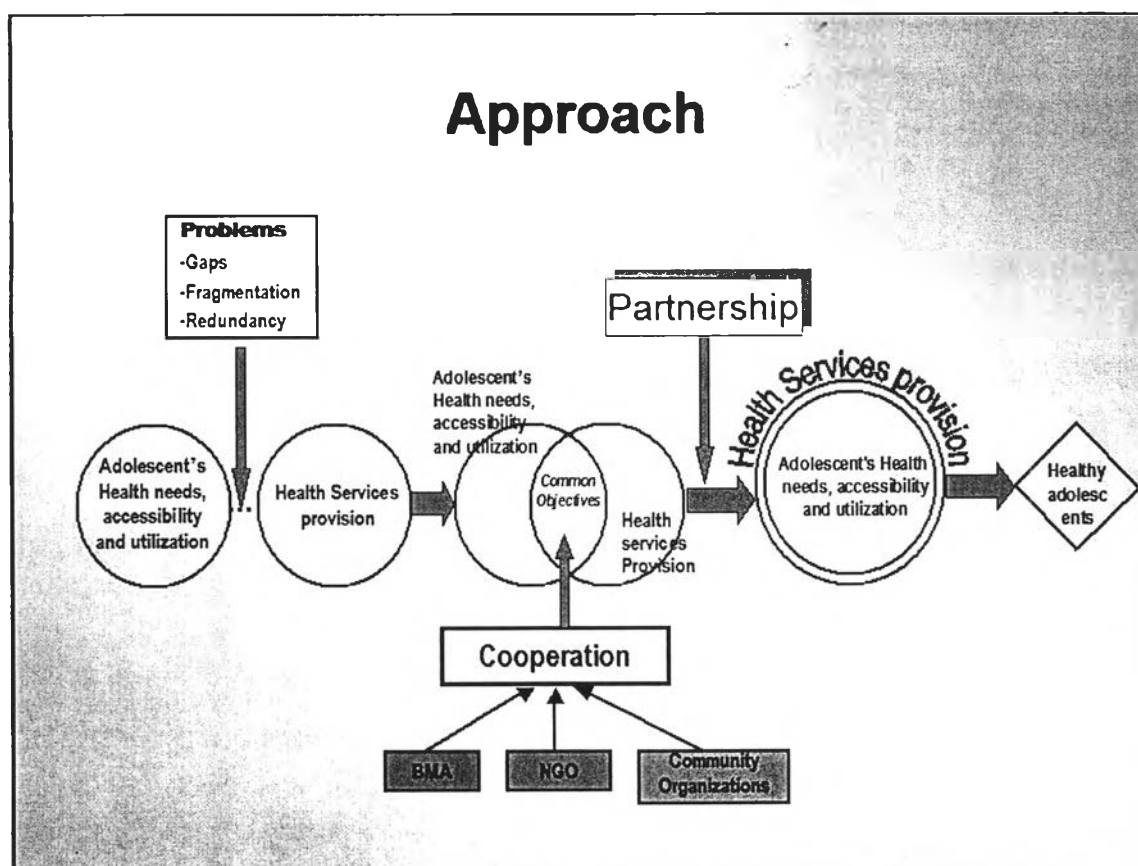 Approach
Problems
-Gaps
-Fragmentation
-Redundancy
Partnership
Adolescent's
Health needs,
accessibility
and utilization
...
Health Services
provision
Adolescent's
Health needs,
accessibility
and utilization
Common
Objectives
Health
services
Provision
Health Services provision
Adolescent's Health
needs, accessibility
and utilization
Healthy
adolesc
ents
Cooperation
BMA
NGO
Community
Organizations